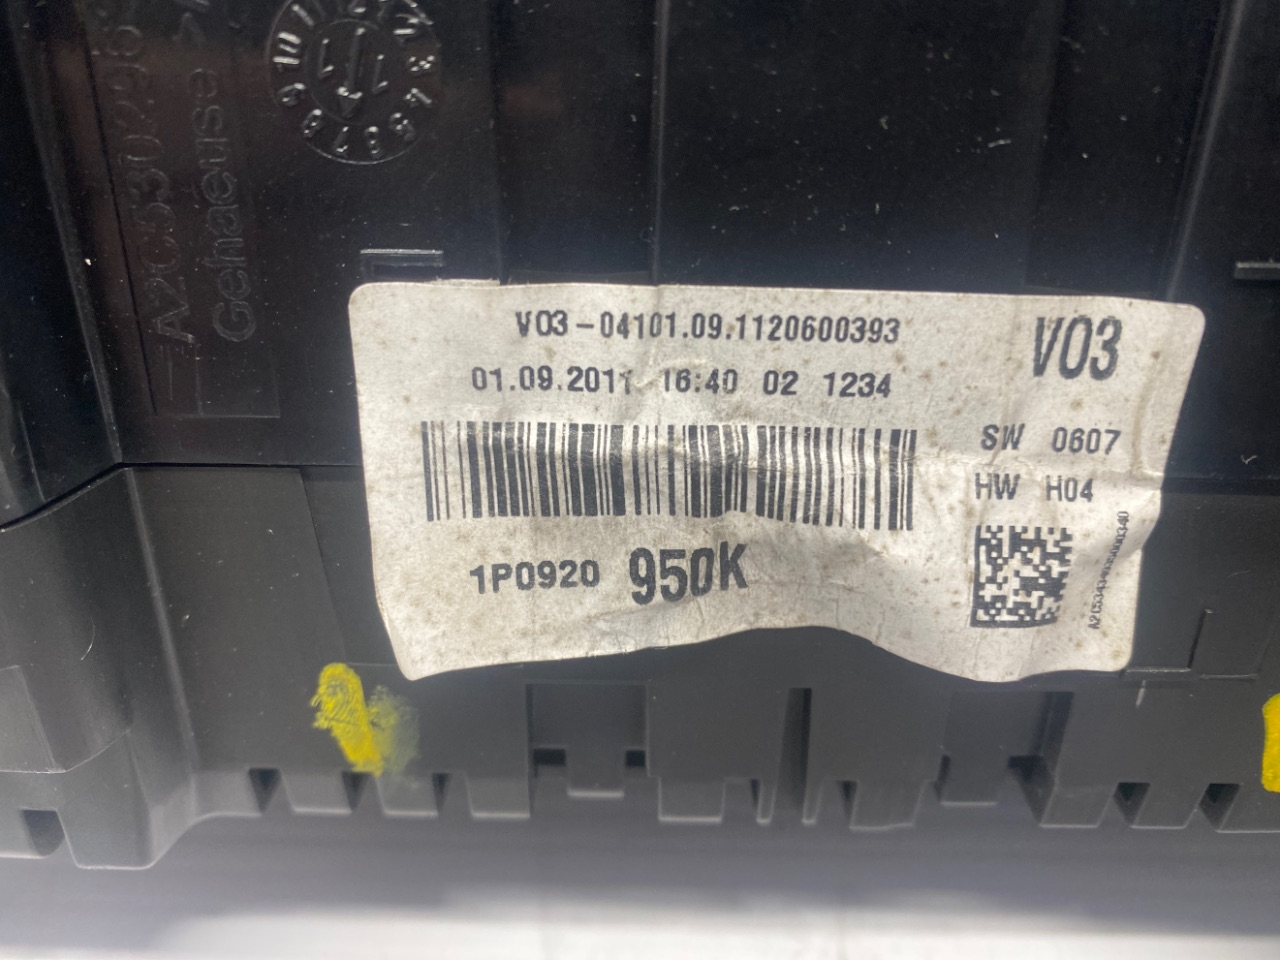 V03-04101.09.1120600393
V03
01.09.2011 16:40 02 1234
SW 0607
HW H04
1P0920 950K
Gehaeuse